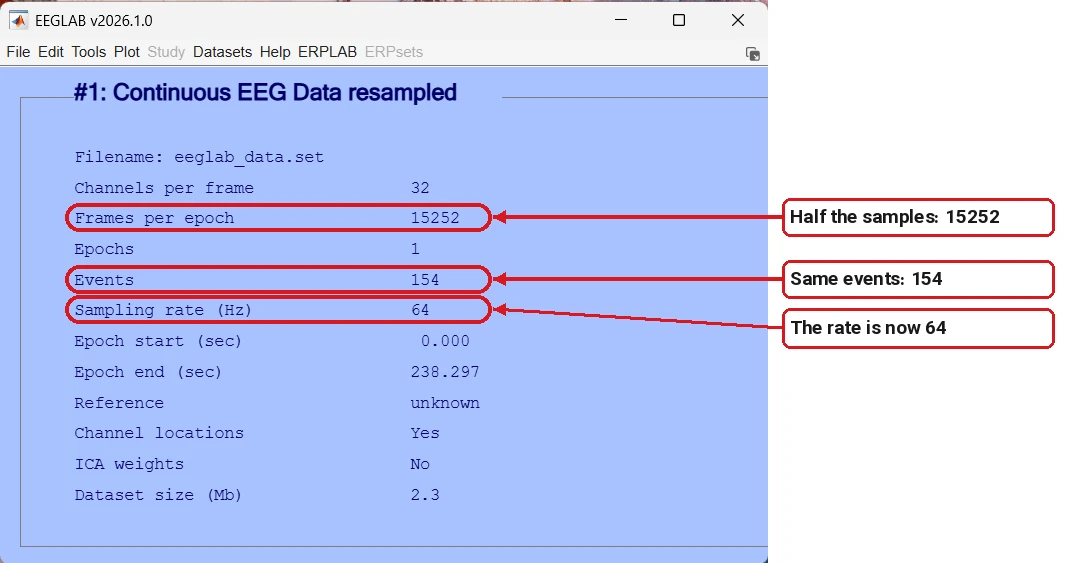 EEGLAB v2026.1.0
File Edit Tools Plot Study Datasets Help ERPLAB ERPsets
#1: Continuous EEG Data resampled
Filename: eeglab_data.set
Channels per frame 32
Frames per epoch 15252
Half the samples: 15252
Epochs 1
Events 154
Same events: 154
Sampling rate (Hz) 64
The rate is now 64
Epoch start (sec) 0.000
Epoch end (sec) 238.297
Reference unknown
Channel locations Yes
ICA weights No
Dataset size (Mb) 2.3